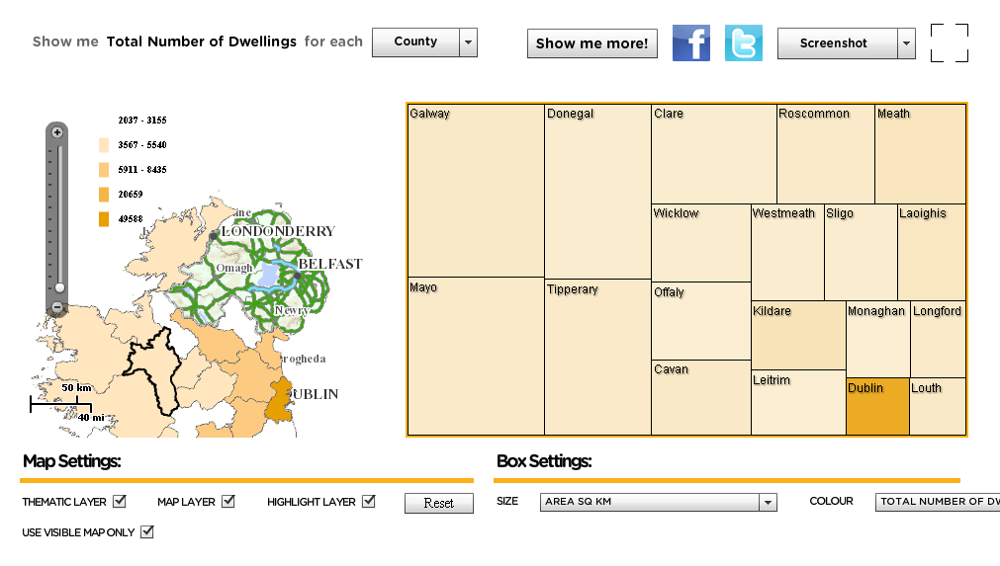 Show me Total Number of Dwellings for each County
Show me more!
f
t
Screenshot
2037 - 3155
3567 - 5540
5911 - 8435
20659
49588
ne
LONDONDERRY
Omagh
BELFAST
Newry
rogheda
UBLIN
50 km
40 mi
Galway
Donegal
Clare
Roscommon
Meath
Wicklow
Westmeath
Sligo
Laoighis
Mayo
Tipperary
Offaly
Kildare
Monaghan
Longford
Cavan
Leitrim
Dublin
Louth
Map Settings:
THEMATIC LAYER
MAP LAYER
HIGHLIGHT LAYER
Reset
USE VISIBLE MAP ONLY
Box Settings:
SIZE
AREA SQ KM
COLOUR
TOTAL NUMBER OF DW